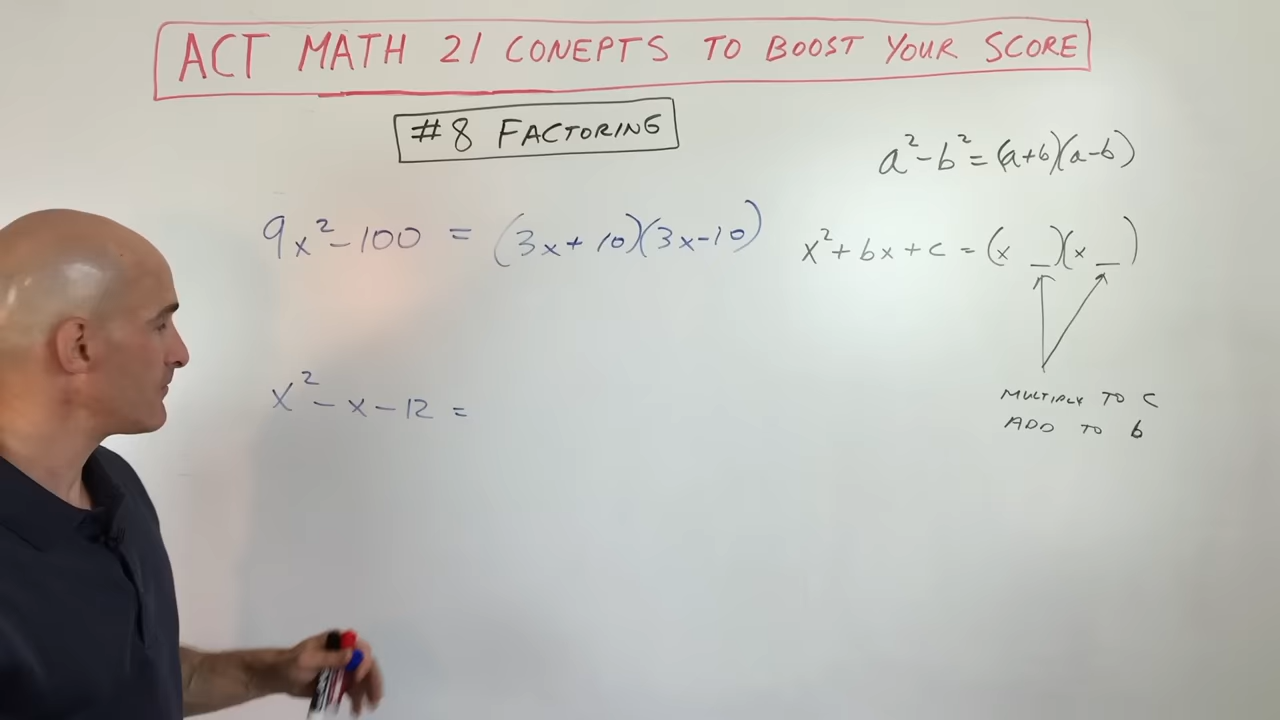 ACT MATH 21 CONEPTS TO BOOST YOUR SCORE
#8 FACTORING
a²-b²=(a+b)(a-b)
9x²-100 = (3x+10)(3x-10)
x²+bx+c = (x _)(x _)
x²-x-12=
MULTIPLY TO C
ADD TO b